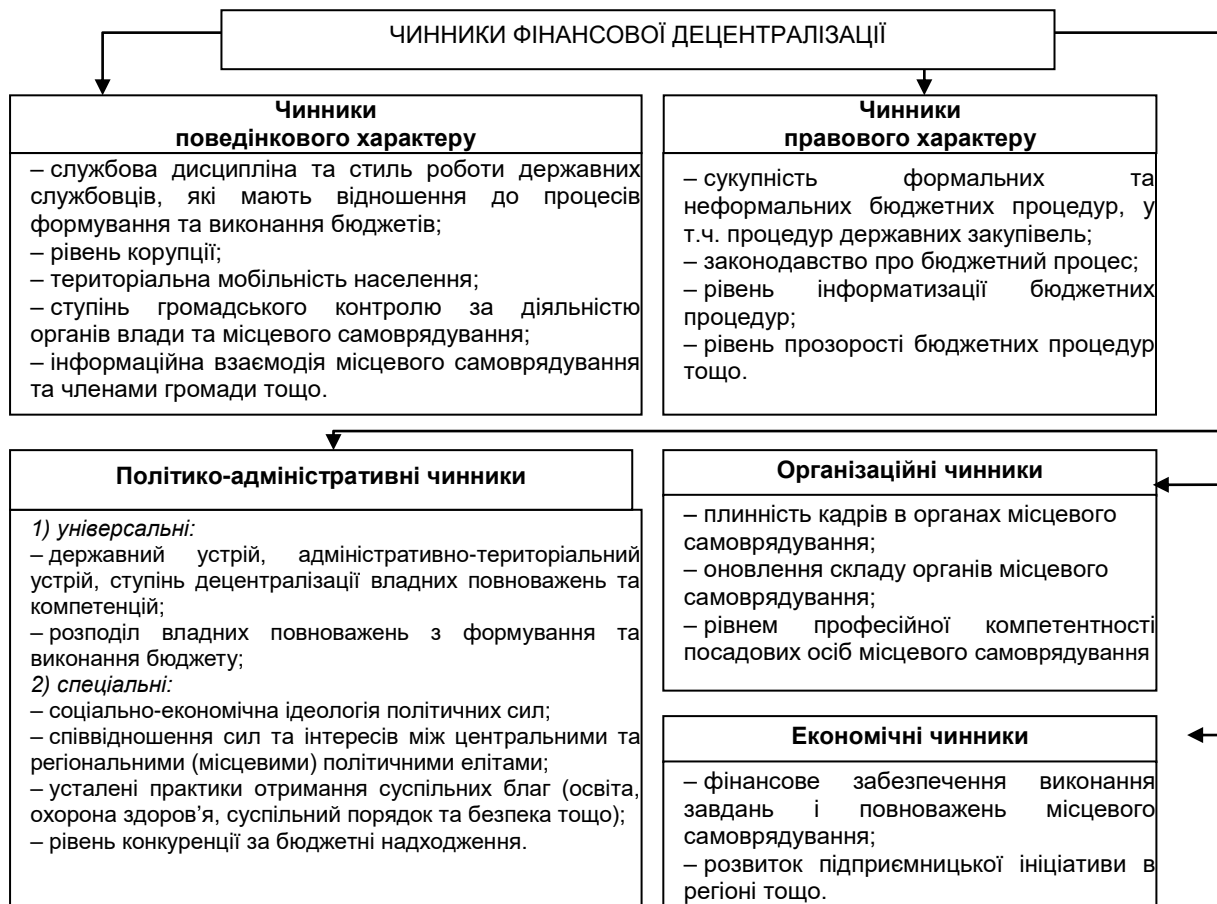 ЧИННИКИ ФІНАНСОВОЇ ДЕЦЕНТРАЛІЗАЦІЇ
Чинники
поведінкового характеру
– службова дисципліна та стиль роботи державних
службовців, які мають відношення до процесів
формування та виконання бюджетів;
– рівень корупції;
– територіальна мобільність населення;
– ступінь громадського контролю за діяльністю
органів влади та місцевого самоврядування;
– інформаційна взаємодія місцевого самоврядування
та членами громади тощо.
Чинники
правового характеру
– сукупність формальних та
неформальних бюджетних процедур, у
т.ч. процедур державних закупівель;
– законодавство про бюджетний процес;
– рівень інформатизації бюджетних
процедур;
– рівень прозорості бюджетних процедур
тощо.
Політико-адміністративні чинники
1) універсальні:
– державний устрій, адміністративно-територіальний
устрій, ступінь децентралізації владних повноважень та
компетенцій;
– розподіл владних повноважень з формування та
виконання бюджету;
2) спеціальні:
– соціально-економічна ідеологія політичних сил;
– співвідношення сил та інтересів між центральними та
регіональними (місцевими) політичними елітами;
– усталені практики отримання суспільних благ (освіта,
охорона здоров’я, суспільний порядок та безпека тощо);
– рівень конкуренції за бюджетні надходження.
Організаційні чинники
– плинність кадрів в органах місцевого
самоврядування;
– оновлення складу органів місцевого
самоврядування;
– рівнем професійної компетентності
посадових осіб місцевого самоврядування
Економічні чинники
– фінансове забезпечення виконання
завдань і повноважень місцевого
самоврядування;
– розвиток підприємницької ініціативи в
регіоні тощо.